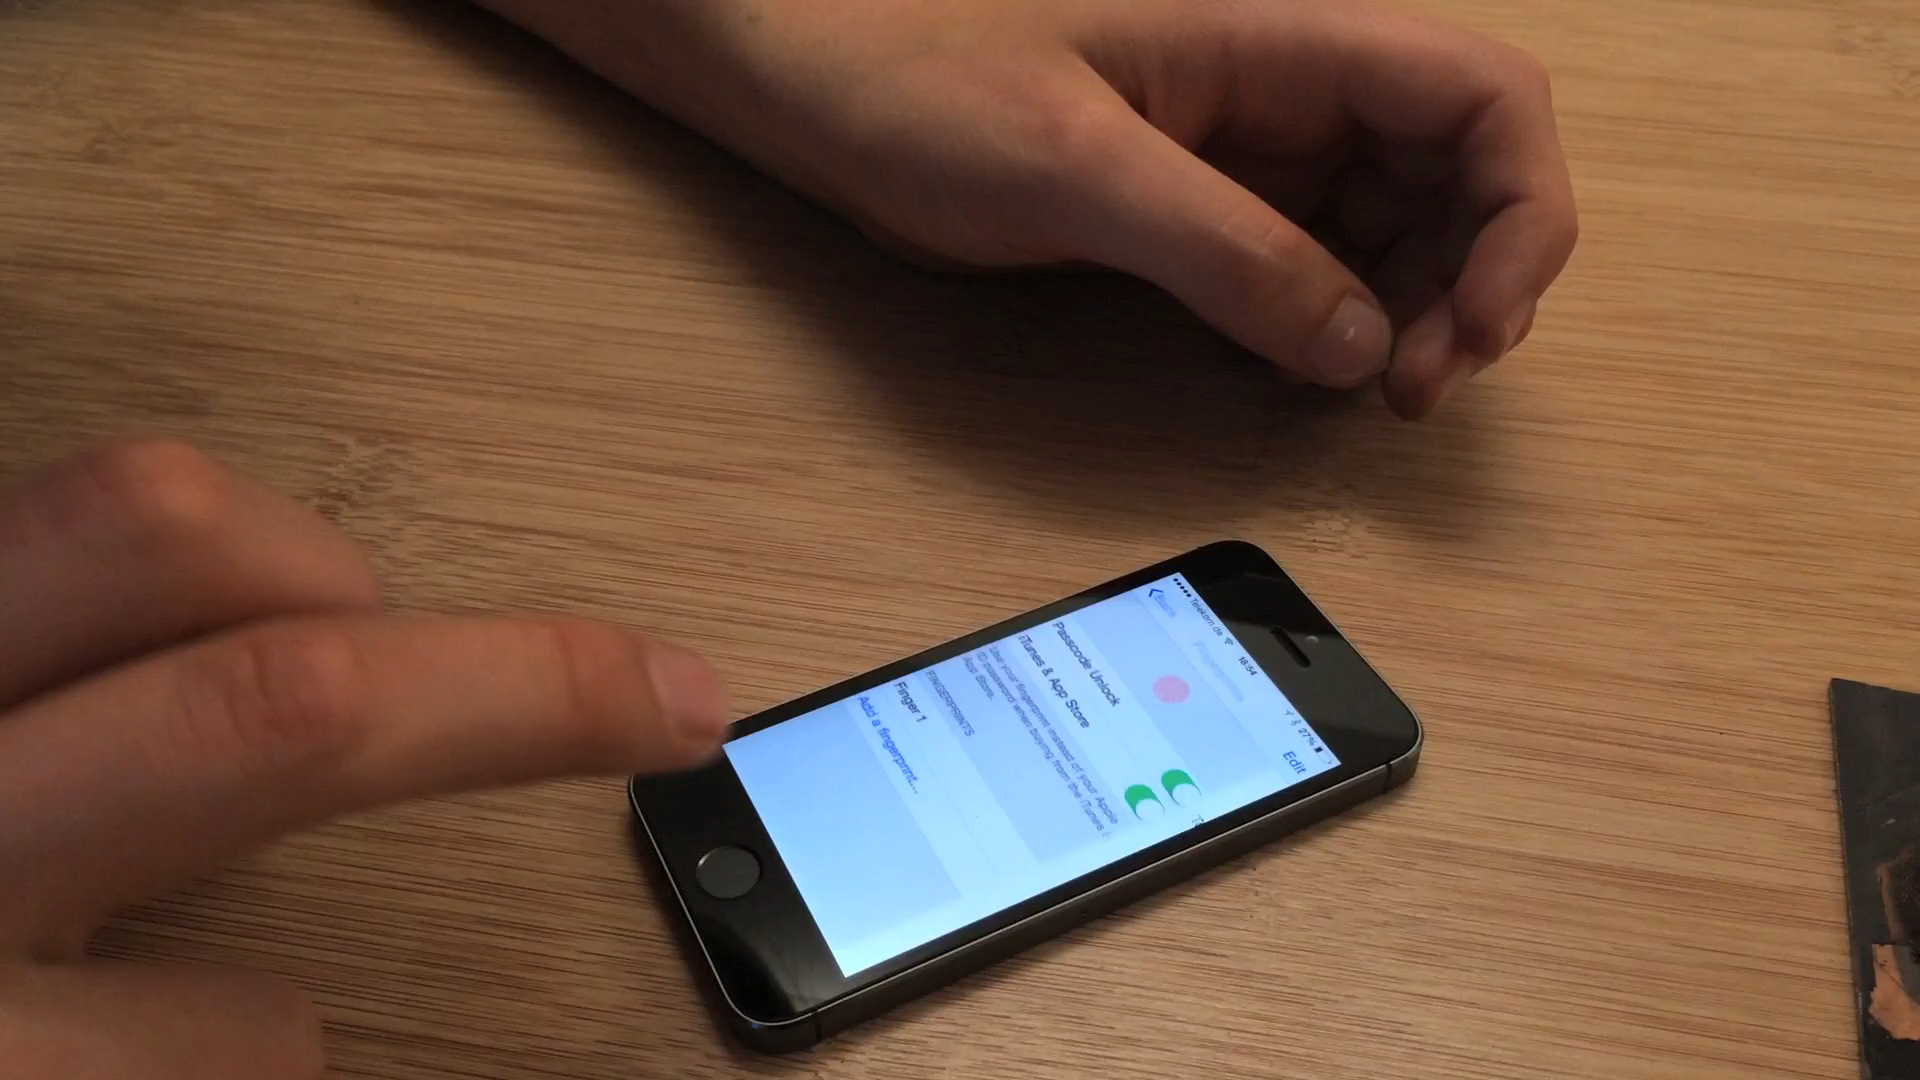 Telekom.de 18:54 27%
Edit
Passcode Unlock
iTunes & App Store
Use your fingerprint instead of your Apple
ID password when buying from the iTunes
App Store.
FINGERPRINTS
Finger 1
Add a fingerprint...